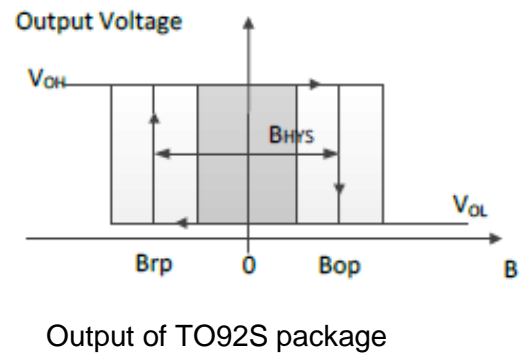 Output Voltage
VOH
BHYS
VOL
Brp 0 Bop B
Output of TO92S package